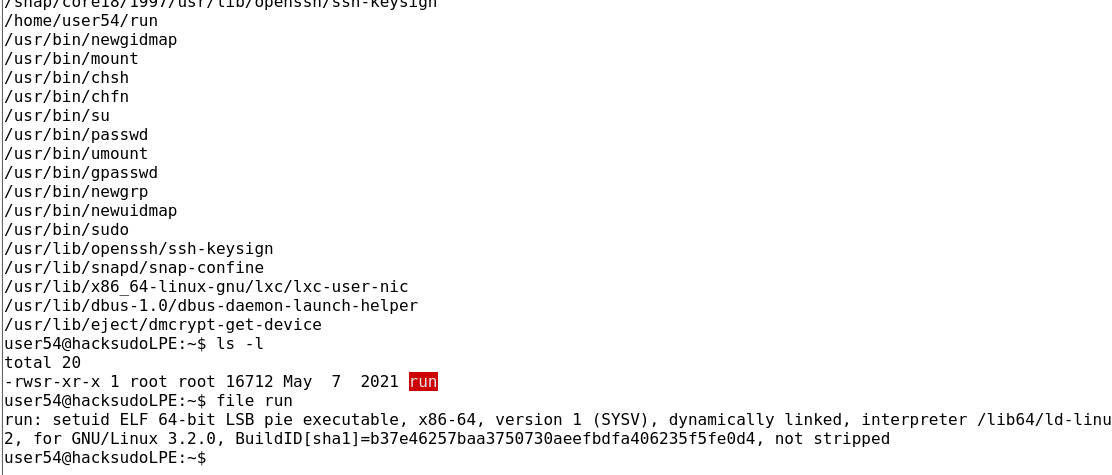 /snap/core18/1997/usr/lib/openssh/ssh-keysign
/home/user54/run
/usr/bin/newgidmap
/usr/bin/mount
/usr/bin/chsh
/usr/bin/chfn
/usr/bin/su
/usr/bin/passwd
/usr/bin/umount
/usr/bin/gpasswd
/usr/bin/newgrp
/usr/bin/newuidmap
/usr/bin/sudo
/usr/lib/openssh/ssh-keysign
/usr/lib/snapd/snap-confine
/usr/lib/x86_64-linux-gnu/lxc/lxc-user-nic
/usr/lib/dbus-1.0/dbus-daemon-launch-helper
/usr/lib/eject/dmcrypt-get-device
user54@hacksudoLPE:~$ ls -l
total 20
-rwsr-xr-x 1 root root 16712 May  7  2021 run
user54@hacksudoLPE:~$ file run
run: setuid ELF 64-bit LSB pie executable, x86-64, version 1 (SYSV), dynamically linked, interpreter /lib64/ld-linu
2, for GNU/Linux 3.2.0, BuildID[sha1]=b37e46257baa3750730aeefbdfa406235f5fe0d4, not stripped
user54@hacksudoLPE:~$